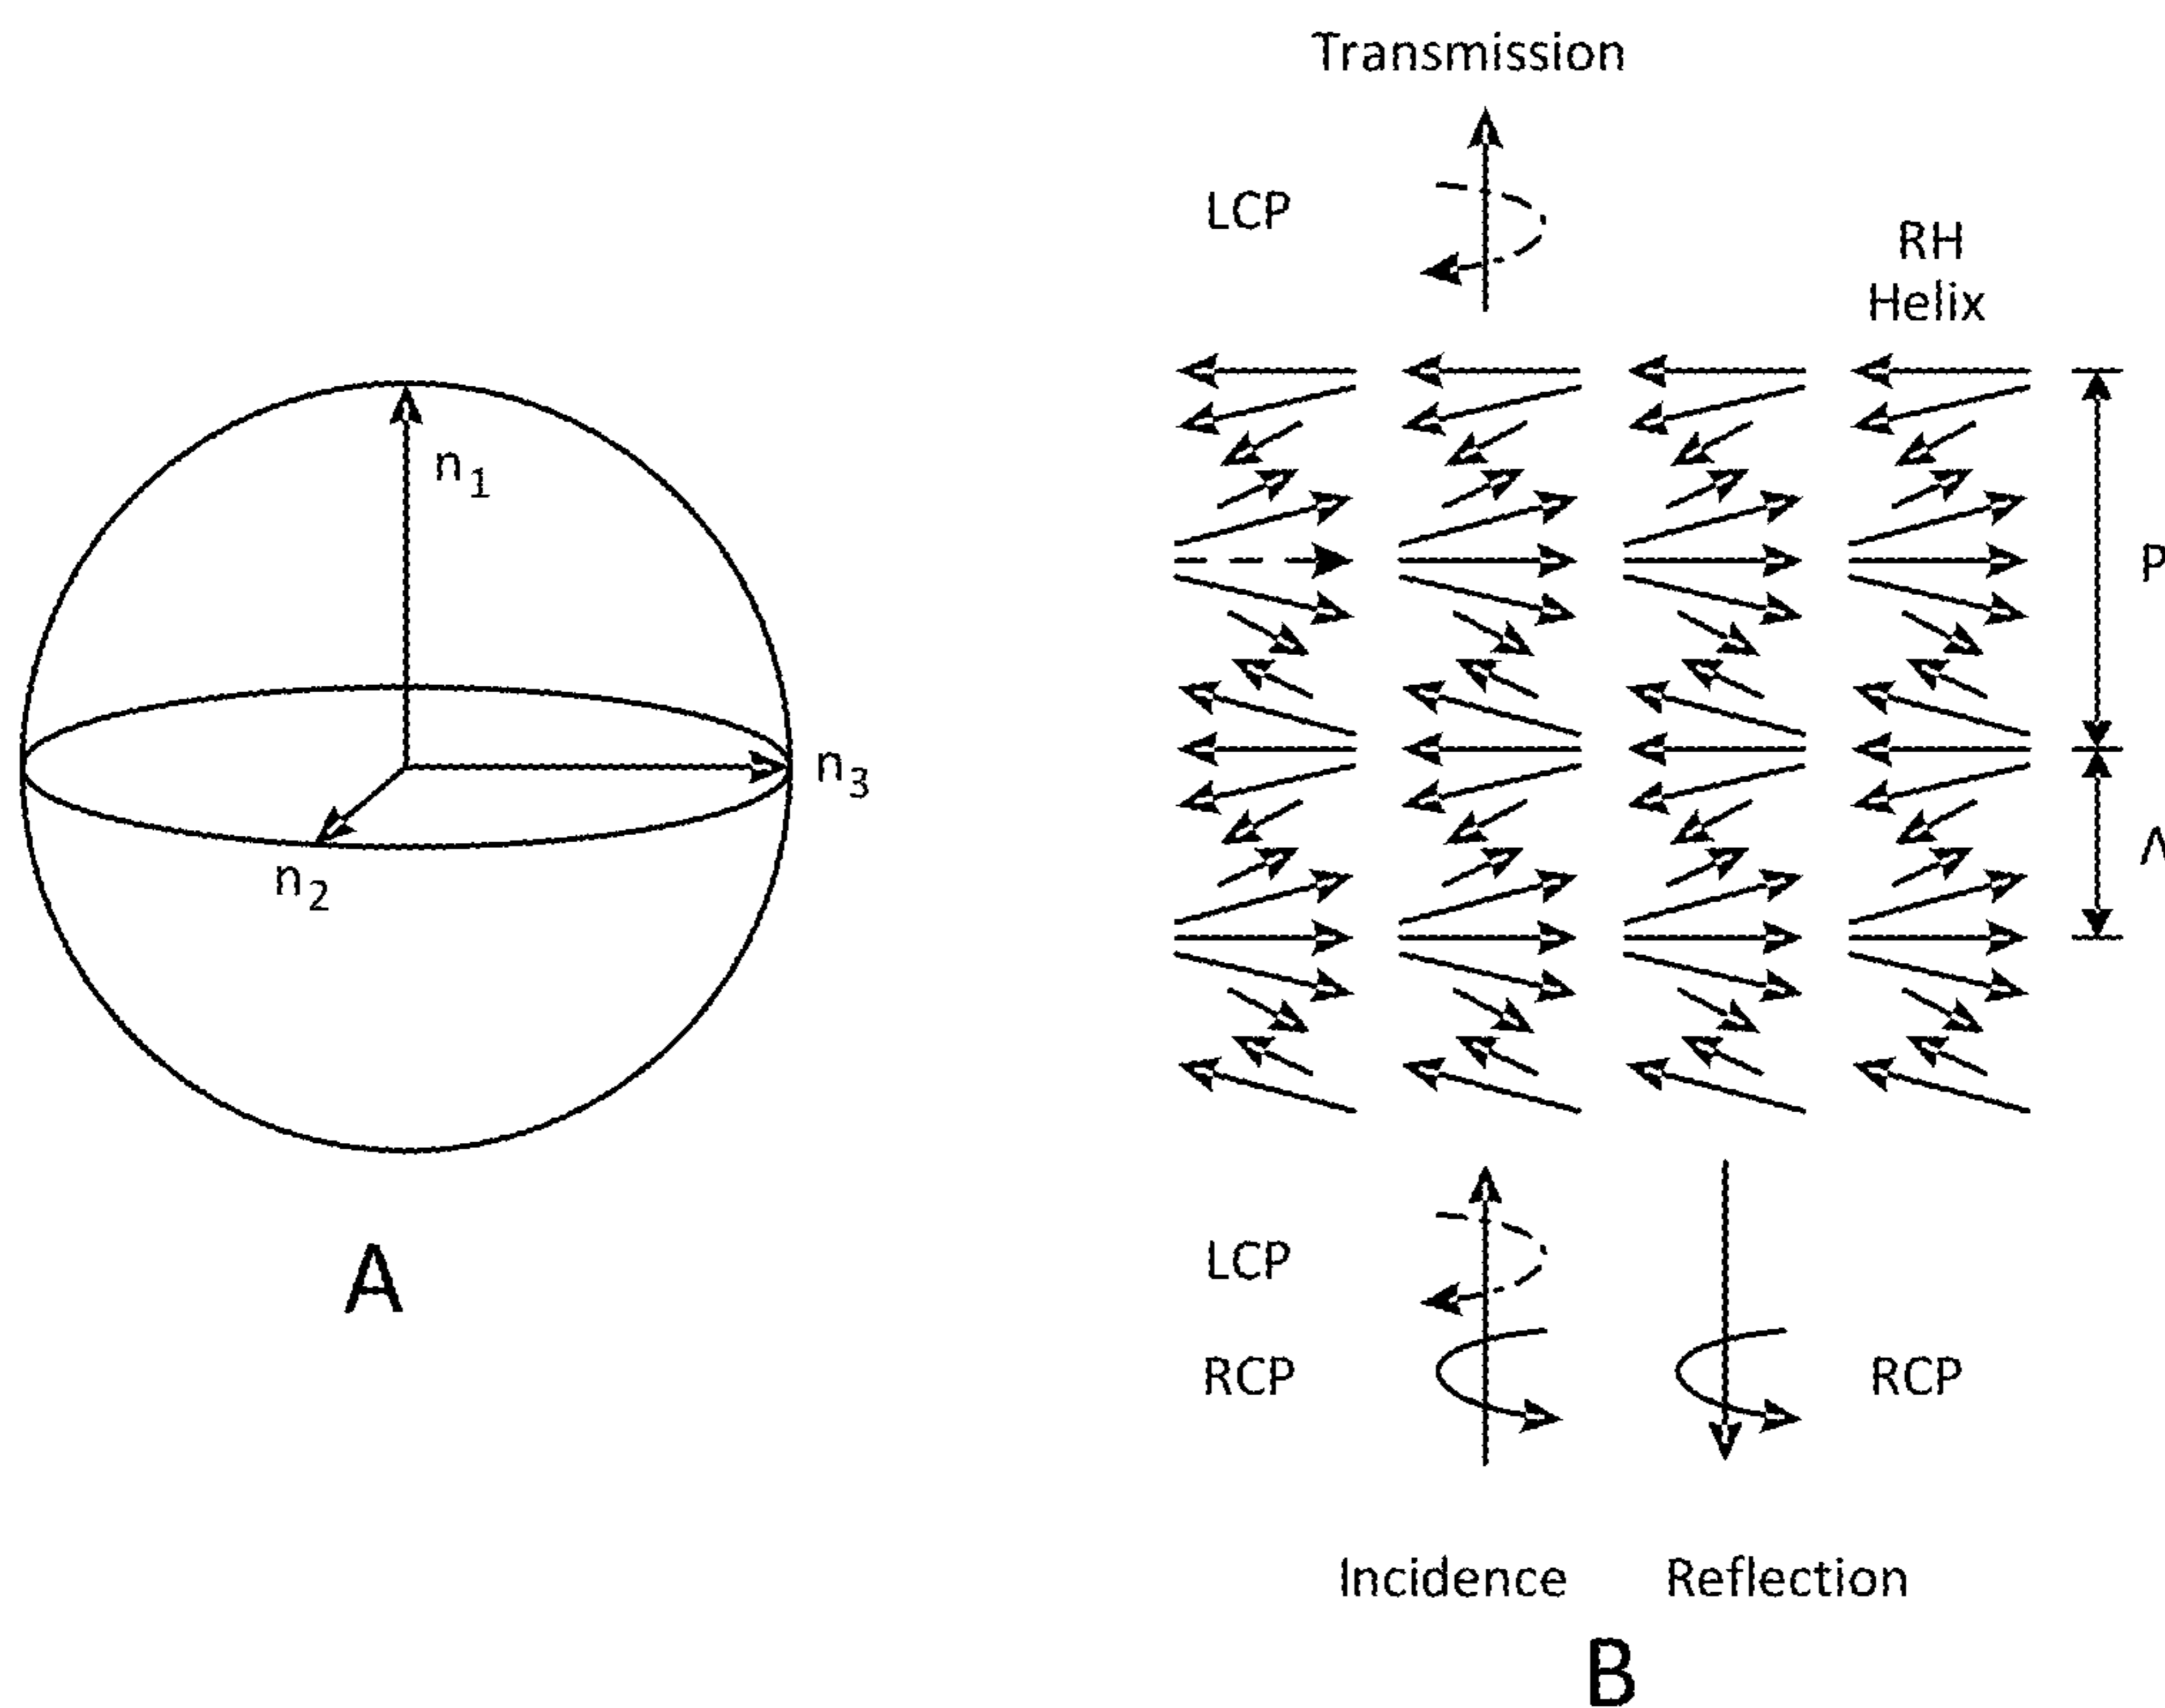 n1
n2
n3
A
Transmission
LCP
RH
Helix
P
Λ
LCP
RCP
RCP
Incidence
Reflection
B